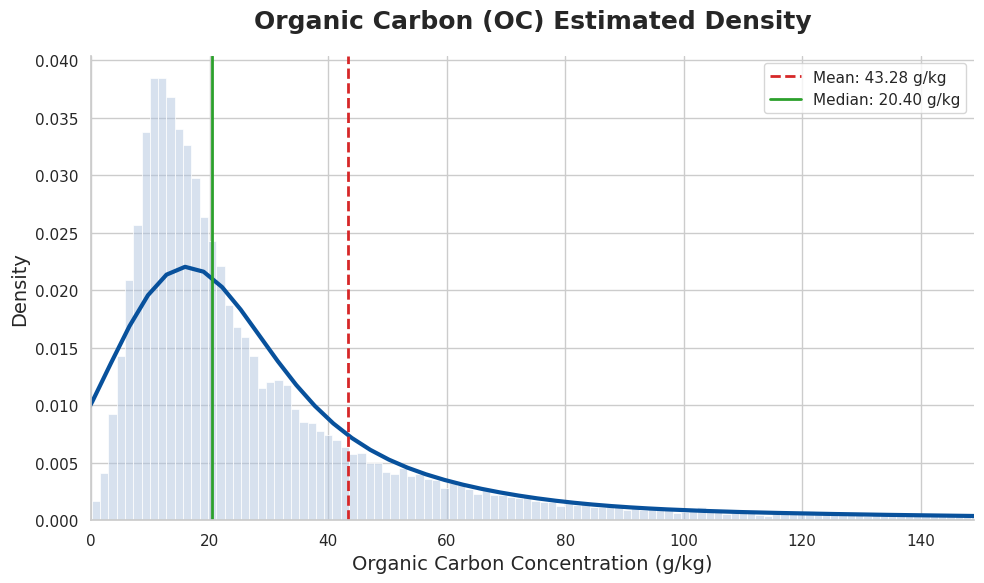 Organic Carbon (OC) Estimated Density
Mean: 43.28 g/kg
Median: 20.40 g/kg
Density
0.040
0.035
0.030
0.025
0.020
0.015
0.010
0.005
0.000
0 20 40 60 80 100 120 140
Organic Carbon Concentration (g/kg)